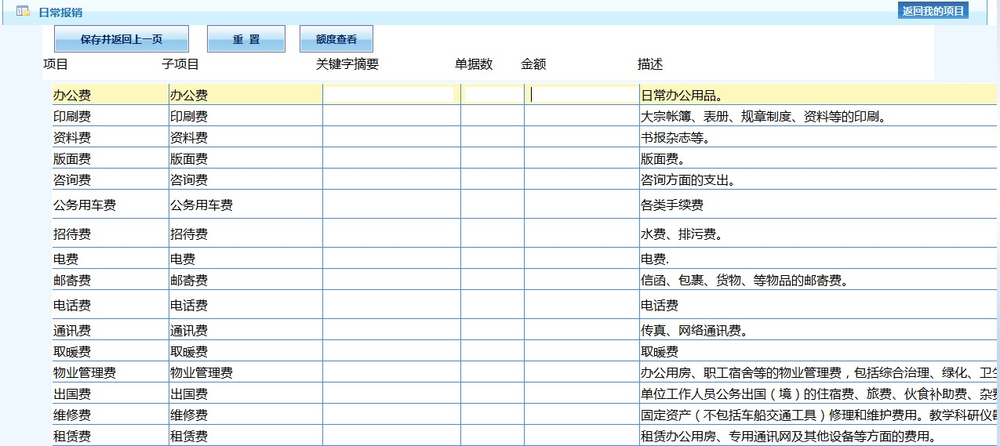 日常报销 返回我的项目
保存并返回上一页 重 置 额度查看
项目 子项目 关键字摘要 单据数 金额 描述
办公费 办公费 日常办公用品。
印刷费 印刷费 大宗帐簿、表册、规章制度、资料等的印刷。
资料费 资料费 书报杂志等。
版面费 版面费 版面费。
咨询费 咨询费 咨询方面的支出。
公务用车费 公务用车费 各类手续费
招待费 招待费 水费、排污费。
电费 电费 电费.
邮寄费 邮寄费 信函、包裹、货物、等物品的邮寄费。
电话费 电话费 电话费
通讯费 通讯费 传真、网络通讯费。
取暖费 取暖费 取暖费
物业管理费 物业管理费 办公用房、职工宿舍等的物业管理费，包括综合治理、绿化、卫生
出国费 出国费 单位工作人员公务出国（境）的住宿费、旅费、伙食补助费、杂费
维修费 维修费 固定资产（不包括车船交通工具）修理和维护费用。教学科研仪器
租赁费 租赁费 租赁办公用房、专用通讯网及其他设备等方面的费用。